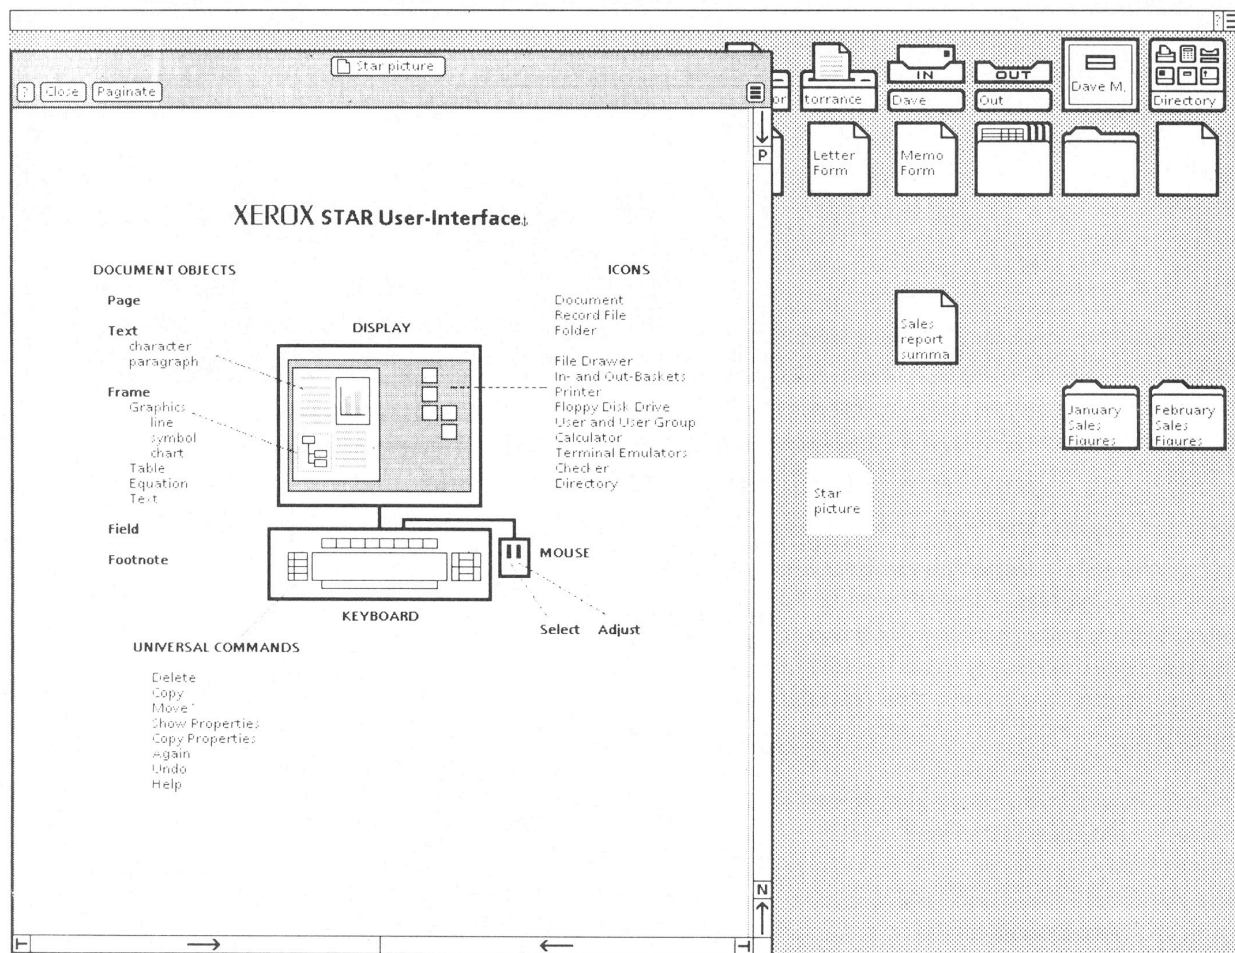 Star picture
? Close Paginate
or
torrance
IN
Dave
OUT
Out
Dave M.
Directory
P
Letter
Form
Memo
Form
XEROX STAR User-Interface
DOCUMENT OBJECTS
Page
Text
character
paragraph
Frame
Graphics
line
symbol
chart
Table
Equation
Text
Field
Footnote
DISPLAY
ICONS
Document
Record File
Folder
File Drawer
In- and Out-Baskets
Printer
Floppy Disk Drive
User and User Group
Calculator
Terminal Emulators
Checker
Directory
MOUSE
KEYBOARD
Select Adjust
UNIVERSAL COMMANDS
Delete
Copy
Move
Show Properties
Copy Properties
Again
Undo
Help
Sales
report
summa
January
Sales
Figures
February
Sales
Figures
Star
picture
N